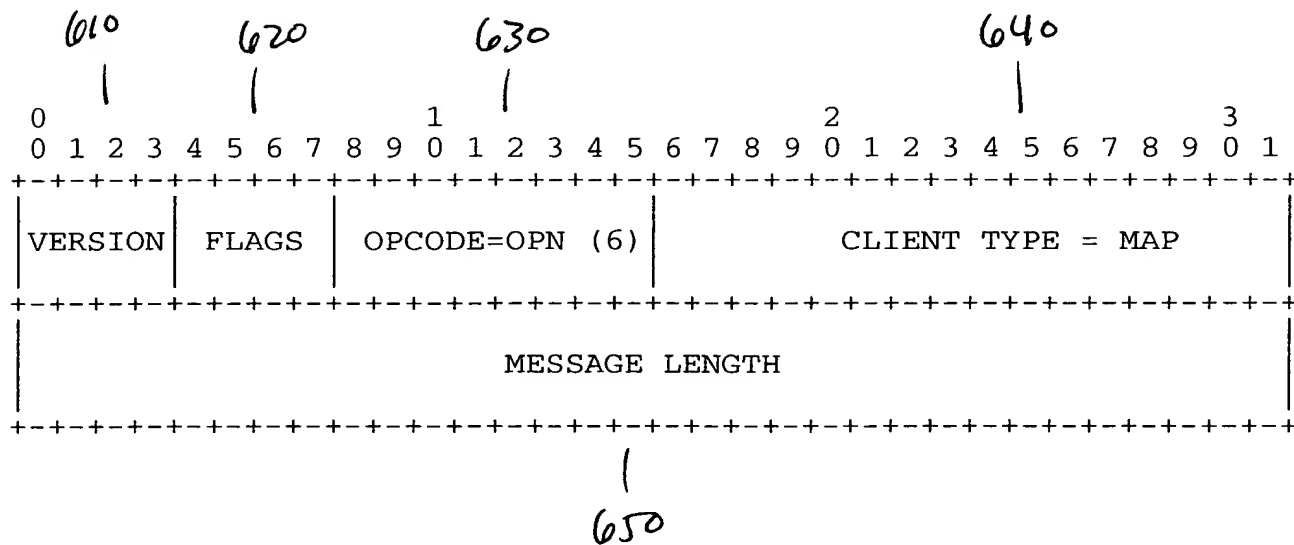 610 620 630 640
0 1 2 3
0 1 2 3 4 5 6 7 8 9 0 1 2 3 4 5 6 7 8 9 0 1 2 3 4 5 6 7 8 9 0 1
+-+-+-+-+-+-+-+-+-+-+-+-+-+-+-+-+-+-+-+-+-+-+-+-+-+-+-+-+-+-+-+-+
|VERSION| FLAGS | OPCODE=OPN (6)| CLIENT TYPE = MAP |
+-+-+-+-+-+-+-+-+-+-+-+-+-+-+-+-+-+-+-+-+-+-+-+-+-+-+-+-+-+-+-+-+
| MESSAGE LENGTH |
+-+-+-+-+-+-+-+-+-+-+-+-+-+-+-+-+-+-+-+-+-+-+-+-+-+-+-+-+-+-+-+-+
650